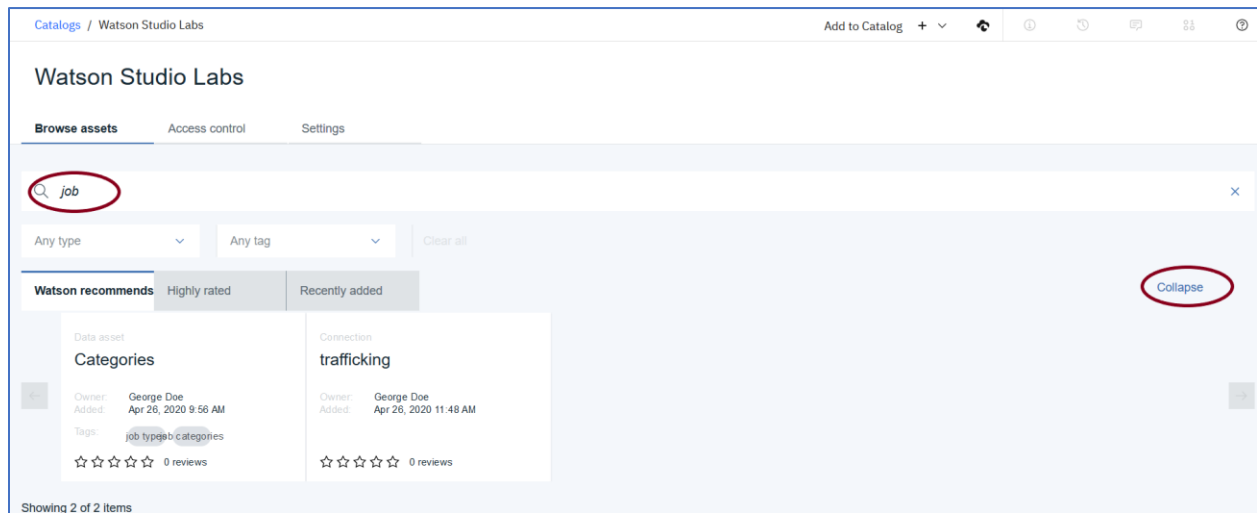 Catalogs / Watson Studio Labs Add to Catalog + 
Watson Studio Labs
Browse assets Access control Settings
job
Any type Any tag Clear all
Watson recommends Highly rated Recently added Collapse
Data asset
Categories
Owner: George Doe
Added: Apr 26, 2020 9:56 AM
Tags: job types job categories
0 reviews
Connection
trafficking
Owner: George Doe
Added: Apr 26, 2020 11:48 AM
0 reviews
Showing 2 of 2 items